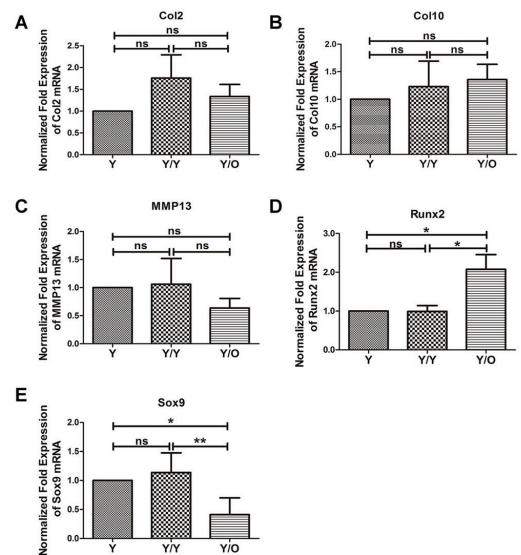 A
Col2
Normalized Fold Expression
of Col2 mRNA
2.5
2.0
1.5
1.0
0.5
0.0
ns
ns
ns
Y
Y/Y
Y/O
B
Col10
Normalized Fold Expression
of Col10 mRNA
2.0
1.5
1.0
0.5
0.0
ns
ns
ns
Y
Y/Y
Y/O
C
MMP13
Normalized Fold Expression
of MMP13 mRNA
2.0
1.5
1.0
0.5
0.0
ns
ns
ns
Y
Y/Y
Y/O
D
Runx2
Normalized Fold Expression
of Runx2 mRNA
3.0
2.0
1.0
0.0
*
ns
*
Y
Y/Y
Y/O
E
Sox9
Normalized Fold Expression
of Sox9 mRNA
2.0
1.5
1.0
0.5
0.0
*
ns
**
Y
Y/Y
Y/O